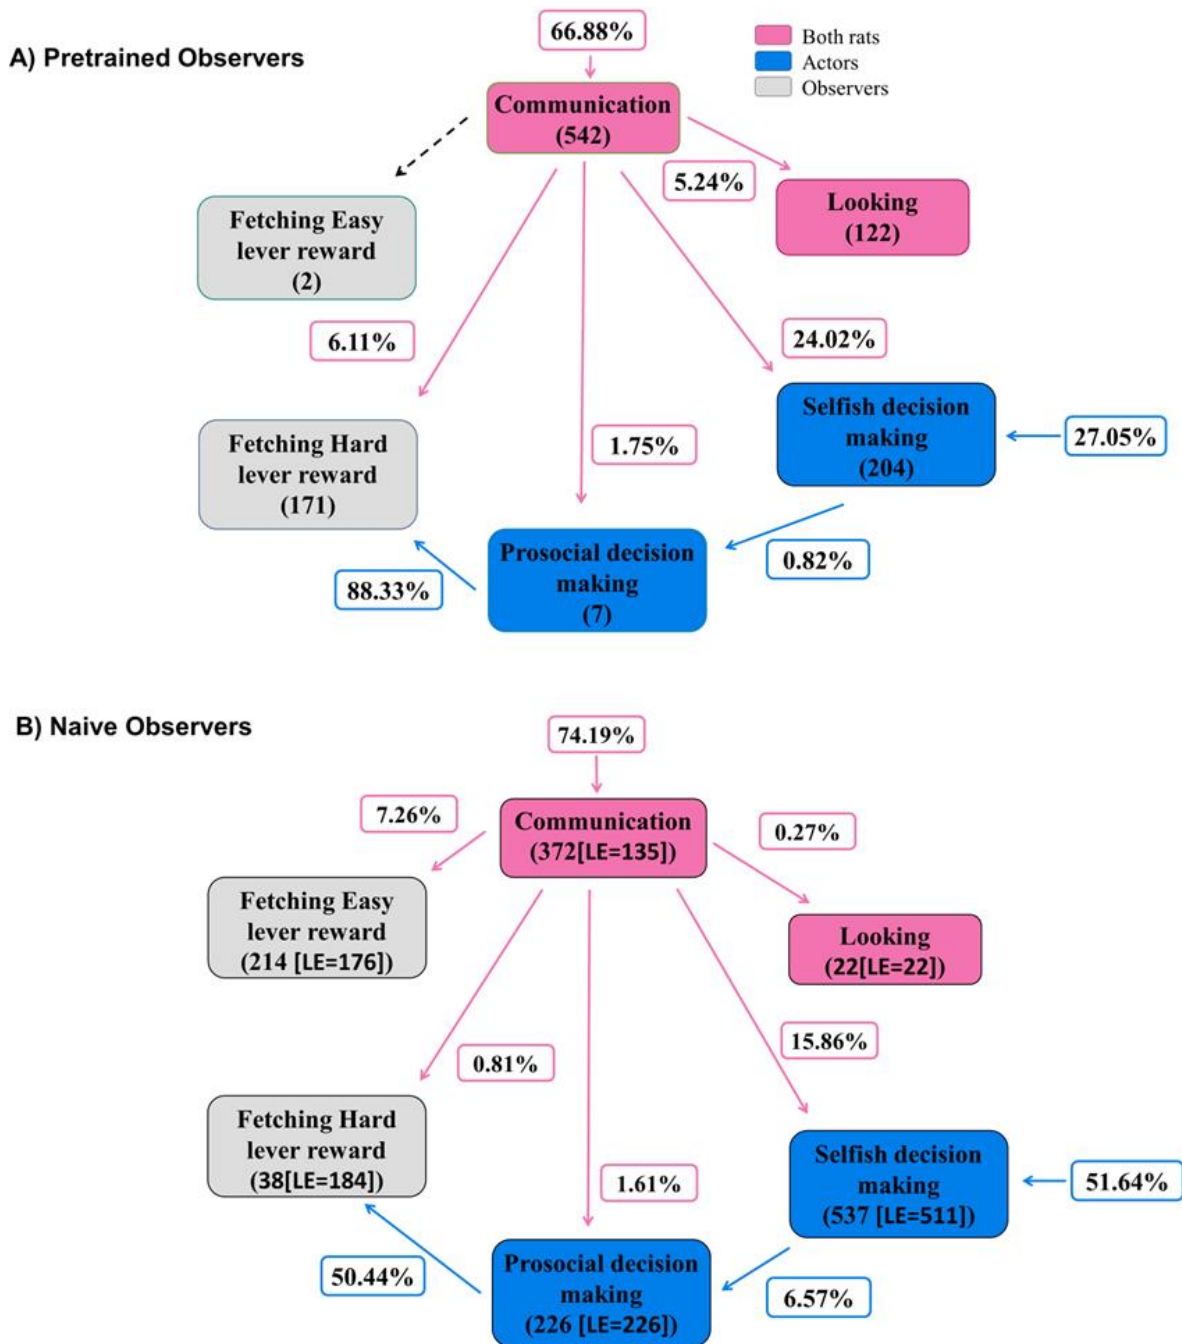 66.88%
A) Pretrained Observers
Both rats
Actors
Observers
Communication
(542)
5.24%
Fetching Easy
lever reward
(2)
Looking
(122)
6.11%
24.02%
Selfish decision
making
(204)
27.05%
Fetching Hard
lever reward
(171)
1.75%
Prosocial decision
making
(7)
0.82%
88.33%
B) Naive Observers
74.19%
7.26%
Communication
(372[LE=135])
0.27%
Fetching Easy
lever reward
(214 [LE=176])
Looking
(22[LE=22])
0.81%
15.86%
Fetching Hard
lever reward
(38[LE=184])
Selfish decision
making
(537 [LE=511])
51.64%
1.61%
50.44%
Prosocial decision
making
(226 [LE=226])
6.57%